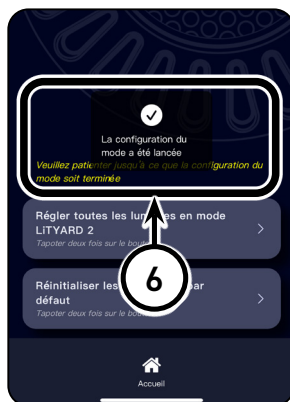 La configuration du
mode a été lancée
Veuillez patienter jusqu'à ce que la configuration du
mode soit terminée
Régler toutes les lumières en mode
LiTYARD 2
Tapoter deux fois sur le
Réinitialiser les par
défaut
Tapoter deux fois sur le
6
Accueil